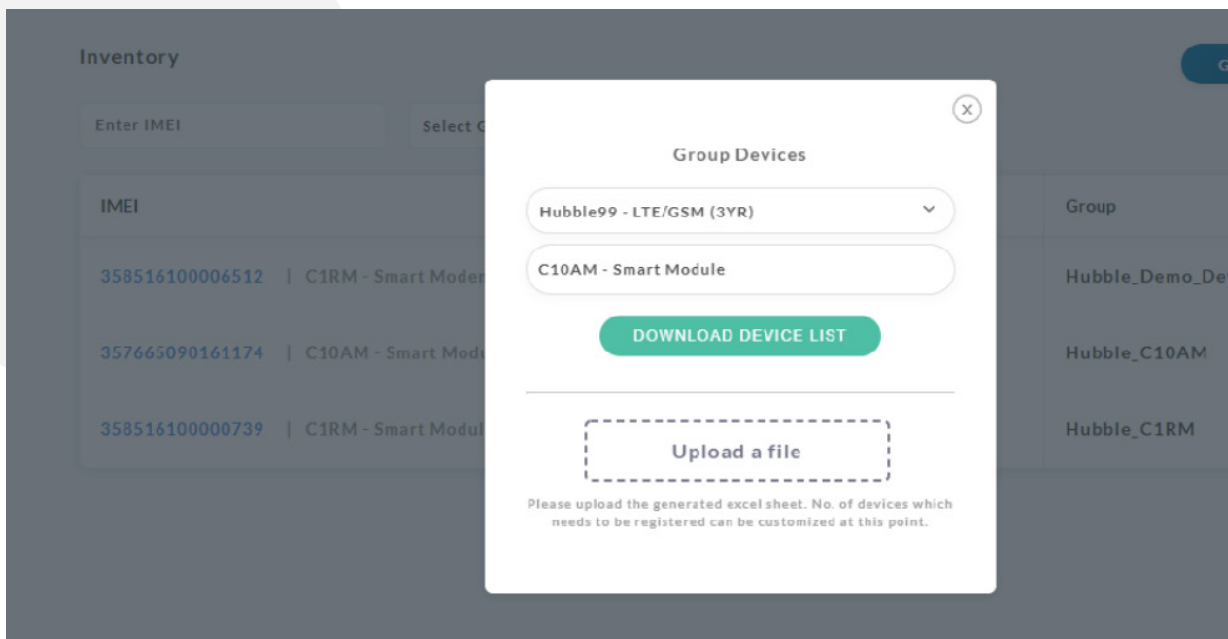 Inventory
G
Enter IMEI
Select G
X
Group Devices
IMEI
Group
Hubble99 - LTE/GSM (3YR)
358516100006512 | C1RM - Smart Moder
Hubble_Demo_De
C10AM - Smart Module
DOWNLOAD DEVICE LIST
357665090161174 | C10AM - Smart Modu
Hubble_C10AM
358516100000739 | C1RM - Smart Modul
Hubble_C1RM
Upload a file
Please upload the generated excel sheet. No. of devices which
needs to be registered can be customized at this point.